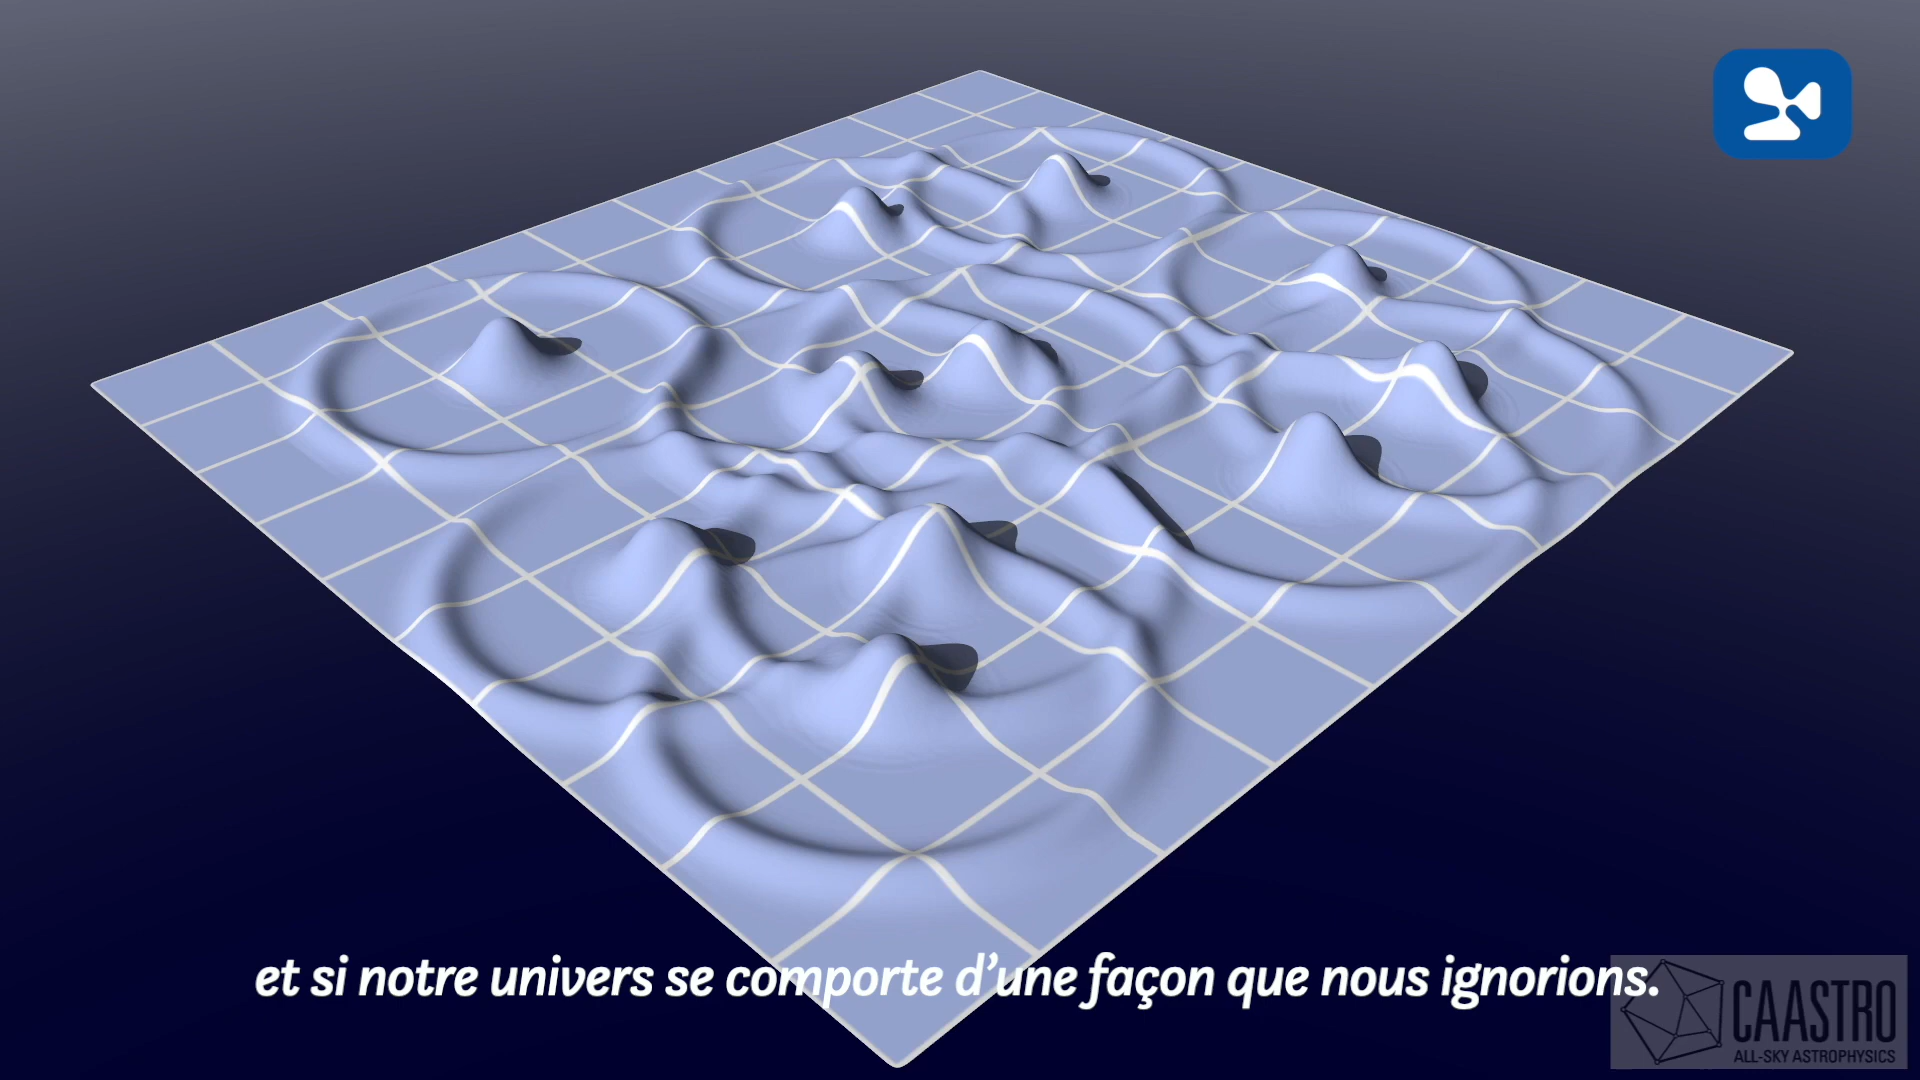 et si notre univers se comporte d’une façon que nous ignorions.
CAASTRO
ALL-SKY ASTROPHYSICS